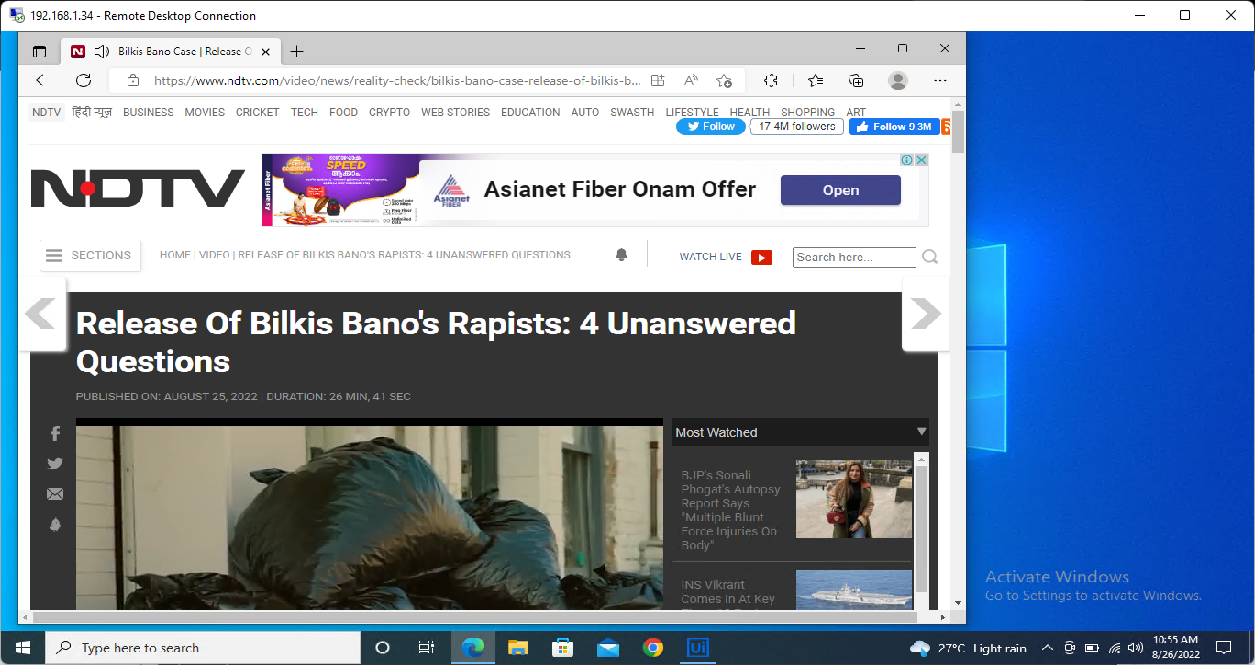 192.168.1.34 - Remote Desktop Connection
Bilkis Bano Case | Release O
https://www.ndtv.com/video/news/reality-check/bilkis-bano-case-release-of-bilkis-b...
NDTV हिंदी न्यूज़ BUSINESS MOVIES CRICKET TECH FOOD CRYPTO WEB STORIES EDUCATION AUTO SWASTH LIFESTYLE HEALTH SHOPPING ART
Follow 17.4M followers Follow 9.3M
NDTV
Asianet Fiber
SPEED
Asianet
FIBER
Asianet Fiber Onam Offer
Open
SECTIONS
HOME | VIDEO | RELEASE OF BILKIS BANO'S RAPISTS: 4 UNANSWERED QUESTIONS
WATCH LIVE
Search here...
Release Of Bilkis Bano's Rapists: 4 Unanswered
Questions
PUBLISHED ON: AUGUST 25, 2022 | DURATION: 26 MIN, 41 SEC
Most Watched
BJP's Sonali
Phogat's Autopsy
Report Says
"Multiple Blunt
Force Injuries On
Body"
INS Vikrant
Comes In At Key
Activate Windows
Go to Settings to activate Windows.
Type here to search
Ui
27°C Light rain
10:55 AM
8/26/2022